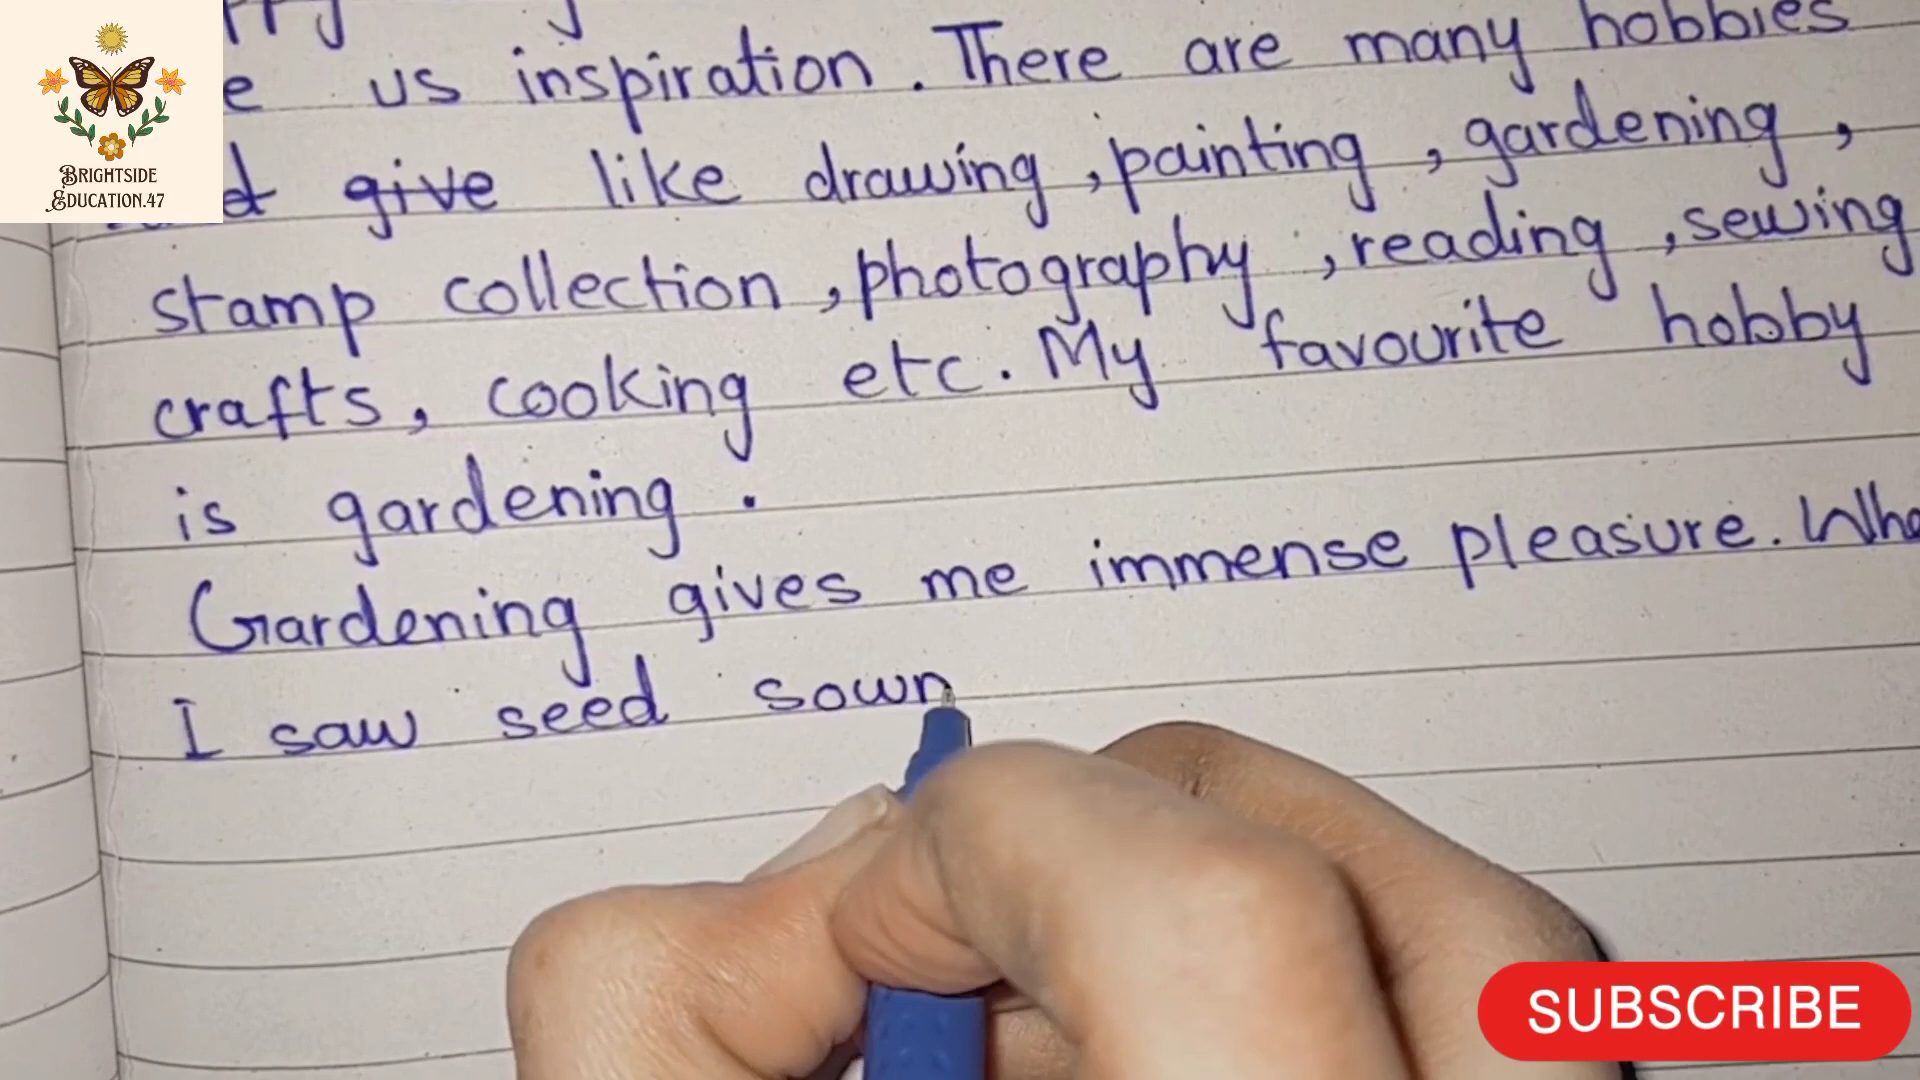 us inspiration. There are many hobbies
give like drawing, painting, gardening,
stamp collection, photography, reading, sewing
crafts, cooking etc. My favourite hobby
is gardening.
Gardening gives me immense pleasure. Whe
I saw seed sown
BRIGHTSIDE
EDUCATION.47
SUBSCRIBE